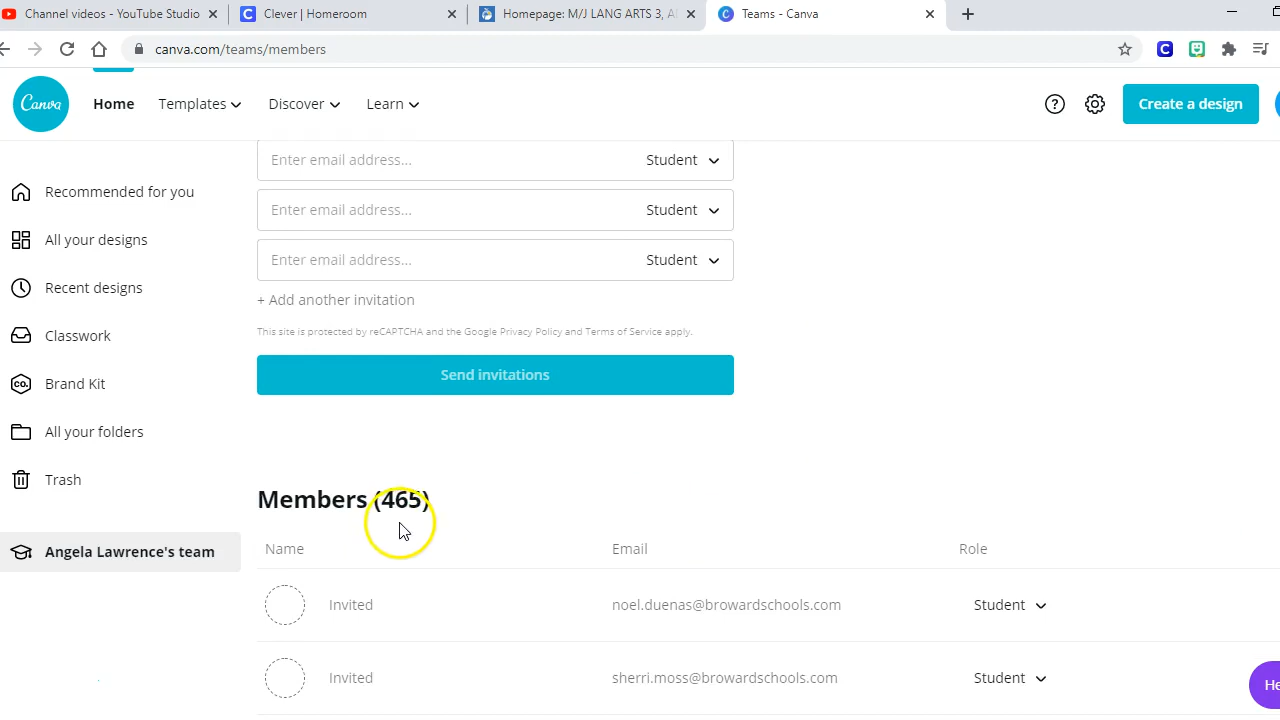 Channel videos - YouTube Studio
Clever | Homeroom
Homepage: M/J LANG ARTS 3, A
Teams - Canva
canva.com/teams/members
Canva
Home
Templates
Discover
Learn
Create a design
Enter email address... Student
Enter email address... Student
Enter email address... Student
+ Add another invitation
This site is protected by reCAPTCHA and the Google Privacy Policy and Terms of Service apply.
Send invitations
Recommended for you
All your designs
Recent designs
Classwork
CO.
Brand Kit
All your folders
Trash
Angela Lawrence's team
Members (465)
Name Email Role
Invited noel.duenas@browardschools.com Student
Invited sherri.moss@browardschools.com Student
He